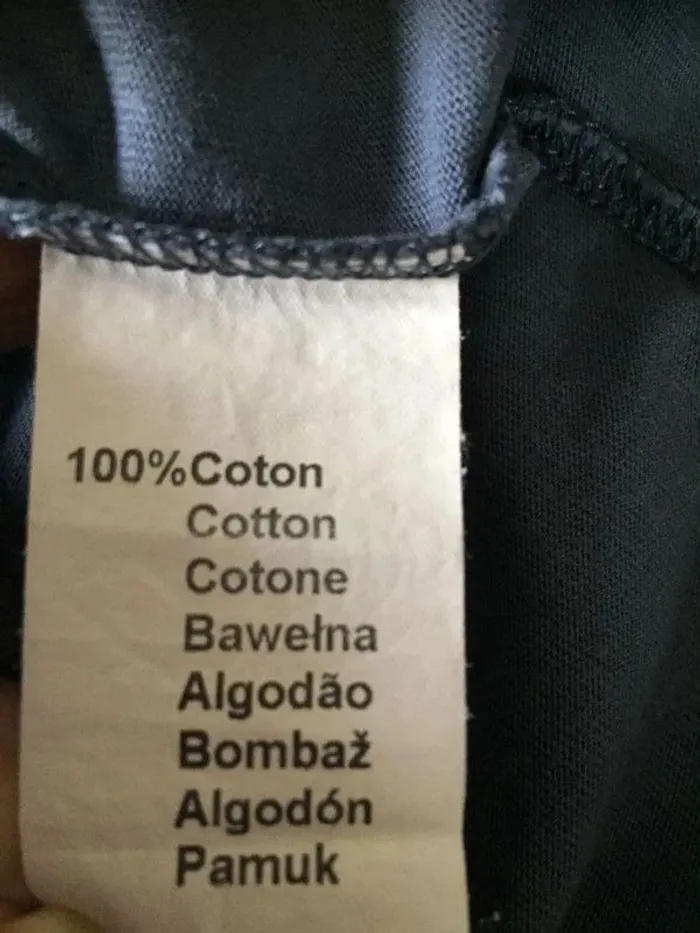 100%Coton
Cotton
Cotone
Bawełna
Algodão
Bombaž
Algodón
Pamuk